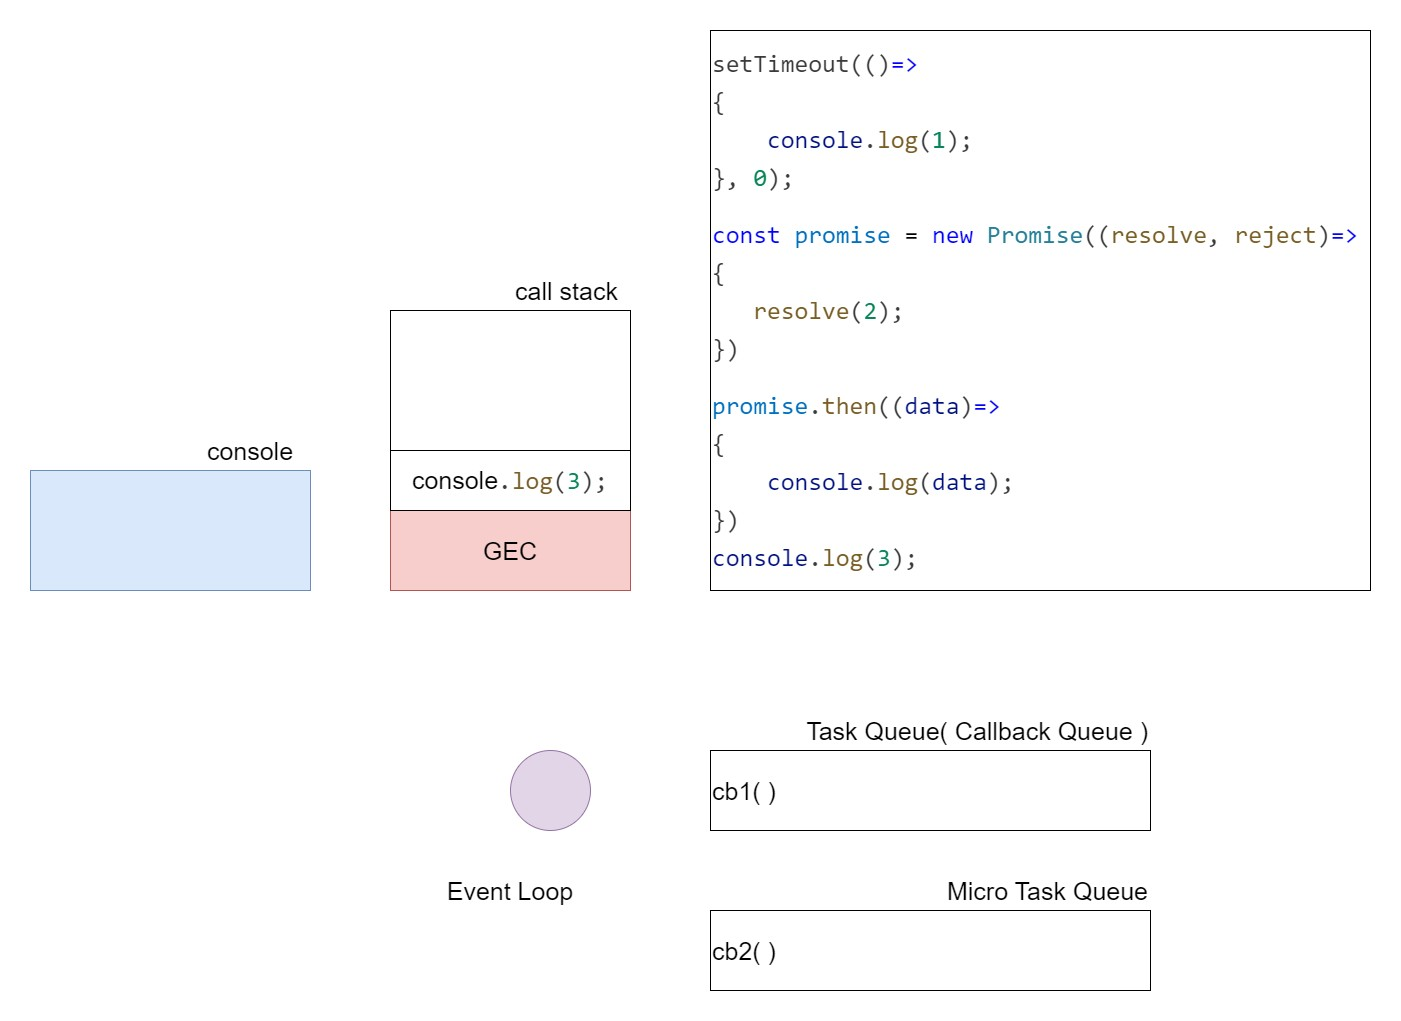 setTimeout(()=>
{
    console.log(1);
}, 0);
const promise = new Promise((resolve, reject)=>
{
   resolve(2);
})
promise.then((data)=>
{
    console.log(data);
})
console.log(3);
call stack
console.log(3);
GEC
console
Task Queue( Callback Queue )
cb1( )
Event Loop
Micro Task Queue
cb2( )